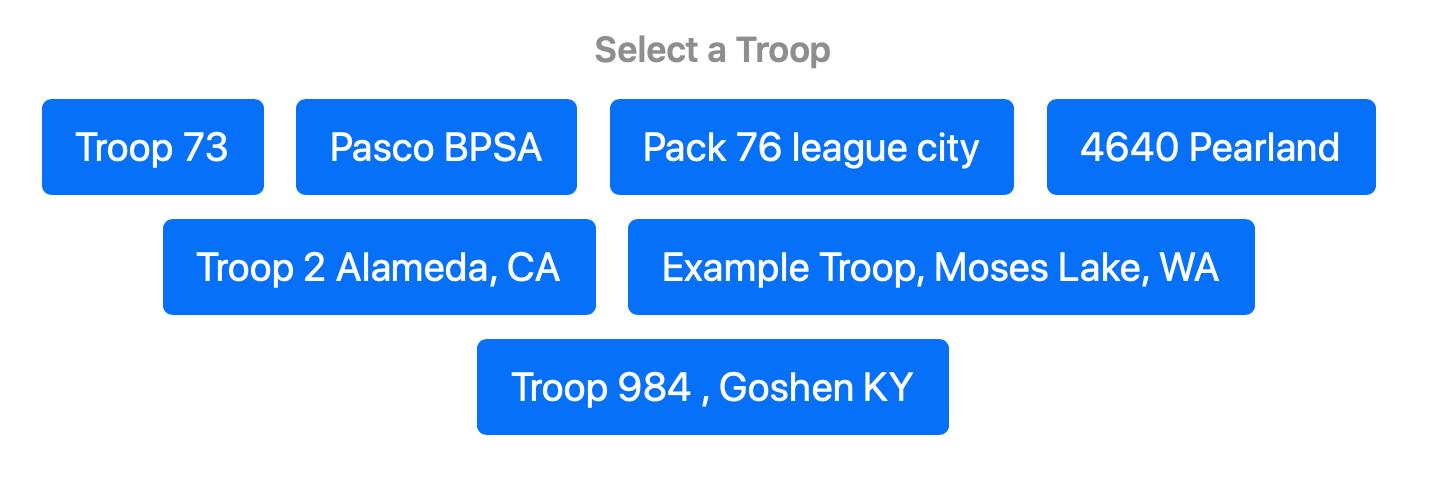 Select a Troop
Troop 73
Pasco BPSA
Pack 76 league city
4640 Pearland
Troop 2 Alameda, CA
Example Troop, Moses Lake, WA
Troop 984 , Goshen KY